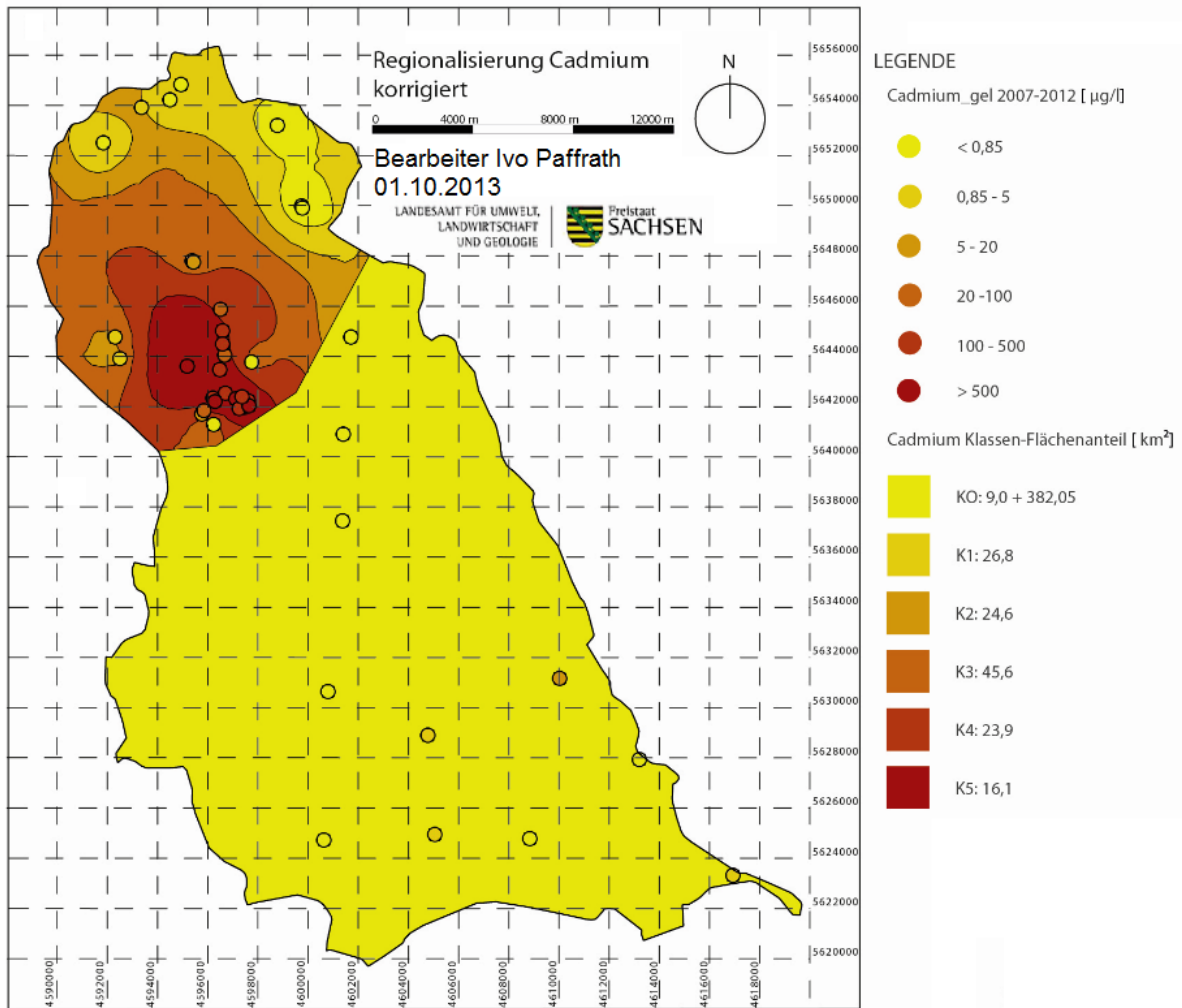 Regionalisierung Cadmium
korrigiert
0 4000 m 8000 m 12000 m
Bearbeiter Ivo Paffrath
01.10.2013
LANDESAMT FÜR UMWELT,
LANDWIRTSCHAFT
UND GEOLOGIE
Freistaat
SACHSEN
N
5656000
5654000
5652000
5650000
5648000
5646000
5644000
5642000
5640000
5638000
5636000
5634000
5632000
5630000
5628000
5626000
5624000
5622000
5620000
4590000
4592000
4594000
4596000
4598000
4600000
4602000
4604000
4606000
4608000
4610000
4612000
4614000
4616000
4618000
LEGENDE
Cadmium_gel 2007-2012 [ µg/l]
< 0,85
0,85 - 5
5 - 20
20 -100
100 - 500
> 500
Cadmium Klassen-Flächenanteil [ km²]
KO: 9,0 + 382,05
K1: 26,8
K2: 24,6
K3: 45,6
K4: 23,9
K5: 16,1